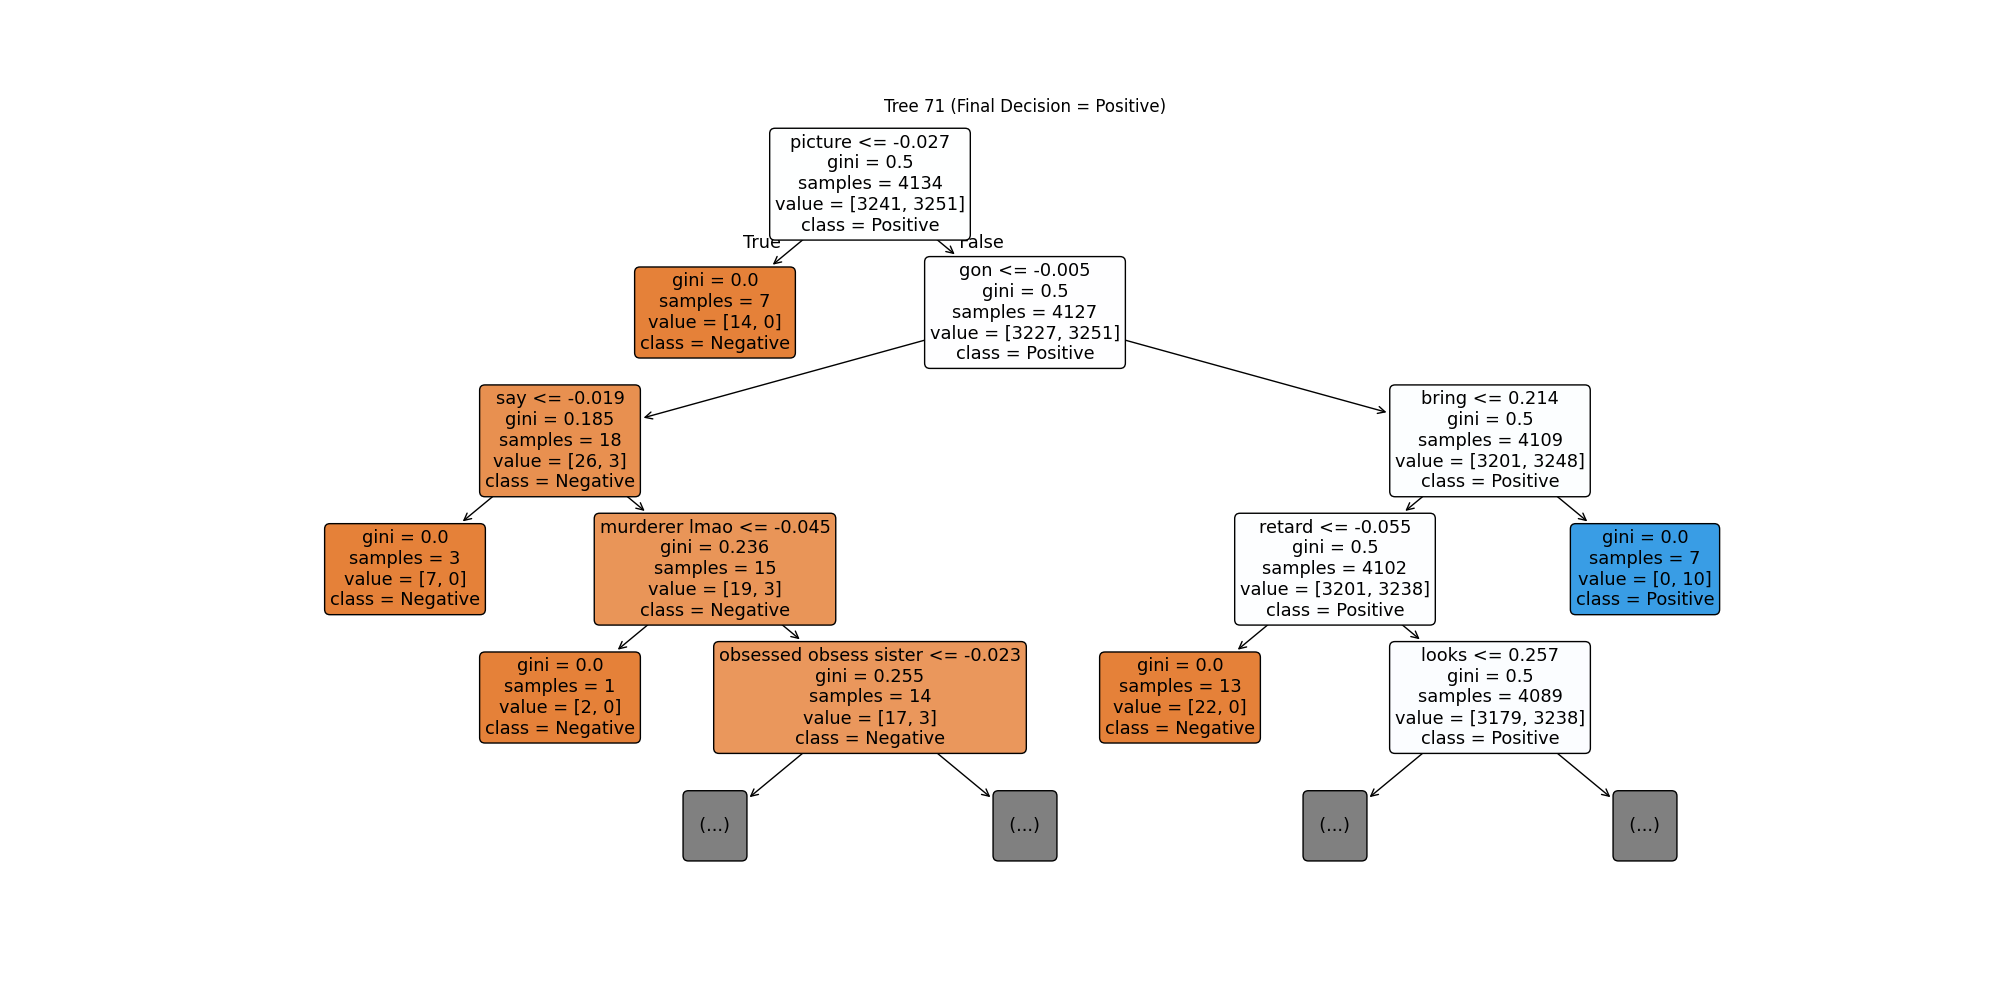 Tree 71 (Final Decision = Positive)
picture <= -0.027
gini = 0.5
samples = 4134
value = [3241, 3251]
class = Positive
True
False
gini = 0.0
samples = 7
value = [14, 0]
class = Negative
gon <= -0.005
gini = 0.5
samples = 4127
value = [3227, 3251]
class = Positive
say <= -0.019
gini = 0.185
samples = 18
value = [26, 3]
class = Negative
bring <= 0.214
gini = 0.5
samples = 4109
value = [3201, 3248]
class = Positive
gini = 0.0
samples = 3
value = [7, 0]
class = Negative
murderer lmao <= -0.045
gini = 0.236
samples = 15
value = [19, 3]
class = Negative
retard <= -0.055
gini = 0.5
samples = 4102
value = [3201, 3238]
class = Positive
gini = 0.0
samples = 7
value = [0, 10]
class = Positive
gini = 0.0
samples = 1
value = [2, 0]
class = Negative
obsessed obsess sister <= -0.023
gini = 0.255
samples = 14
value = [17, 3]
class = Negative
gini = 0.0
samples = 13
value = [22, 0]
class = Negative
looks <= 0.257
gini = 0.5
samples = 4089
value = [3179, 3238]
class = Positive
(...)
(...)
(...)
(...)